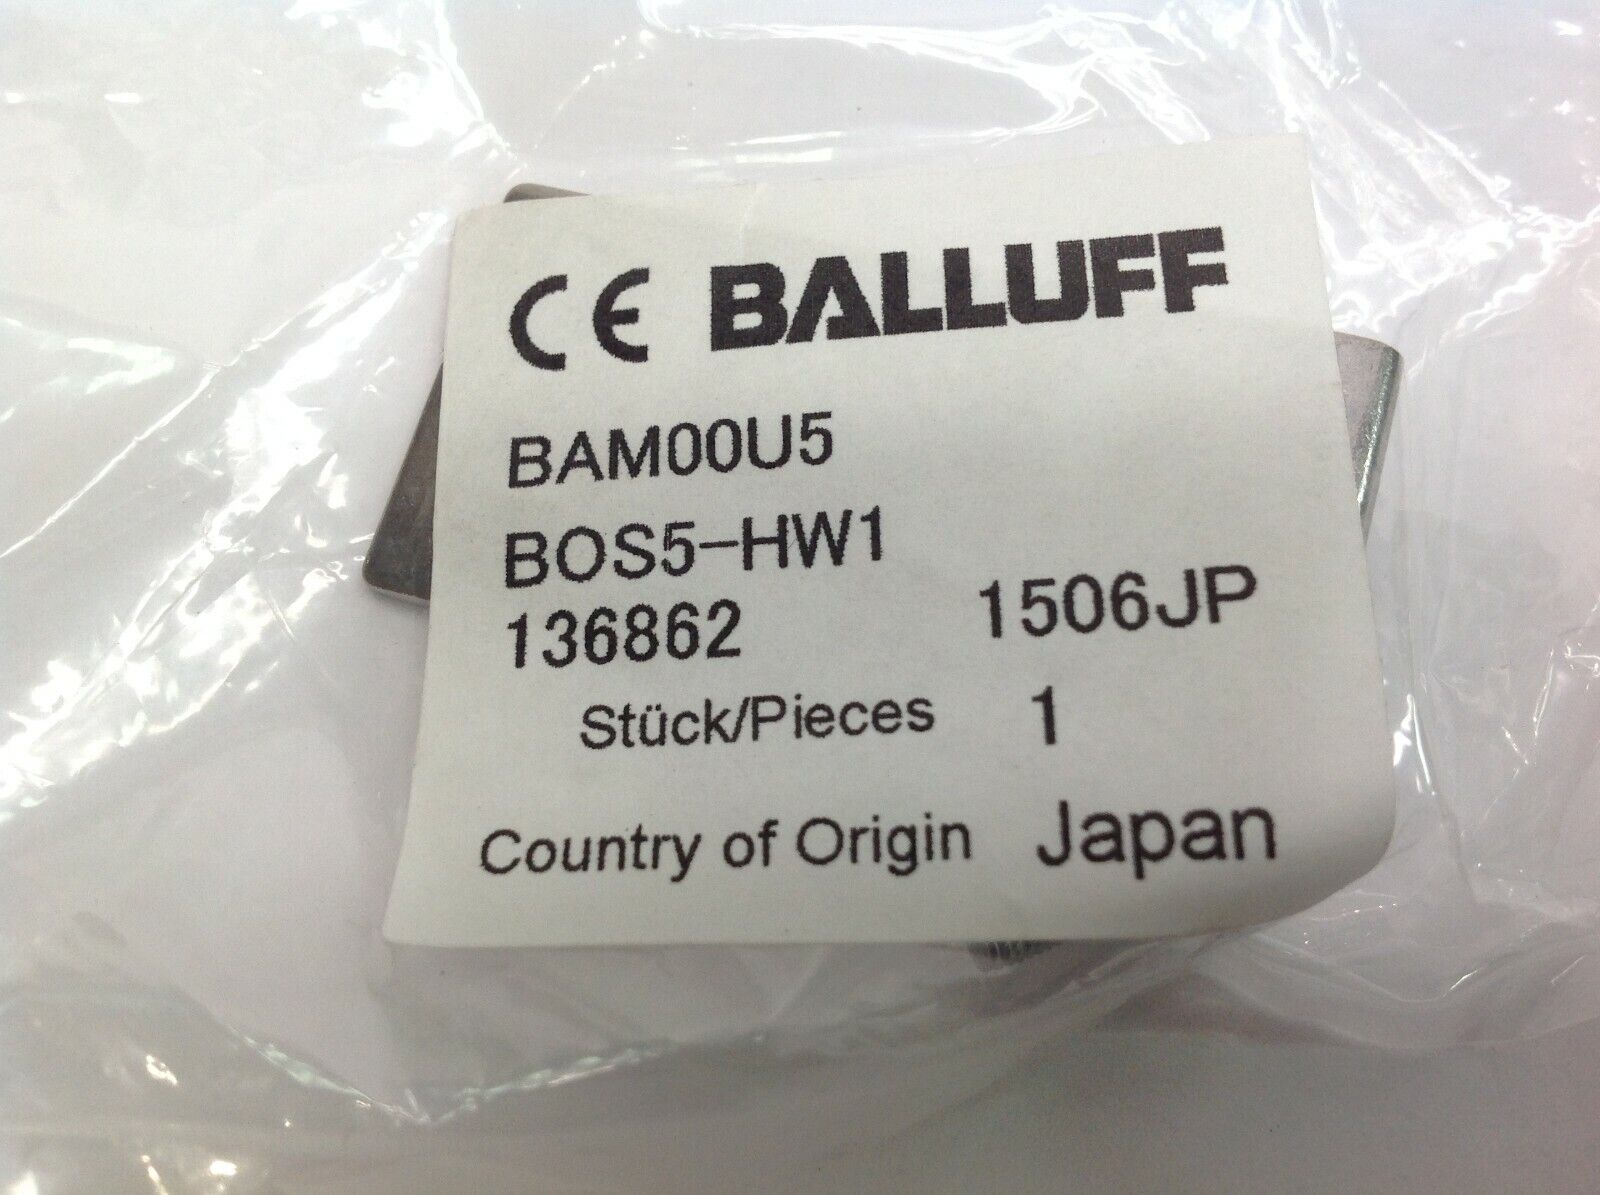 CE BALLUFF
BAM00U5
BOS5-HW1
136862 1506JP
Stück/Pieces 1
Country of Origin Japan